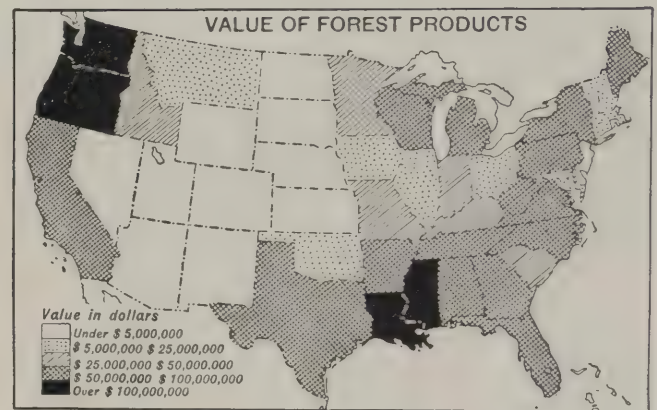 VALUE OF FOREST PRODUCTS
Value in dollars
Under $ 5,000,000
$ 5,000,000 $ 25,000,000
$ 25,000,000 $ 50,000.000
$ 50,000.000 $ 100,000,000
Over $ 100,000,000